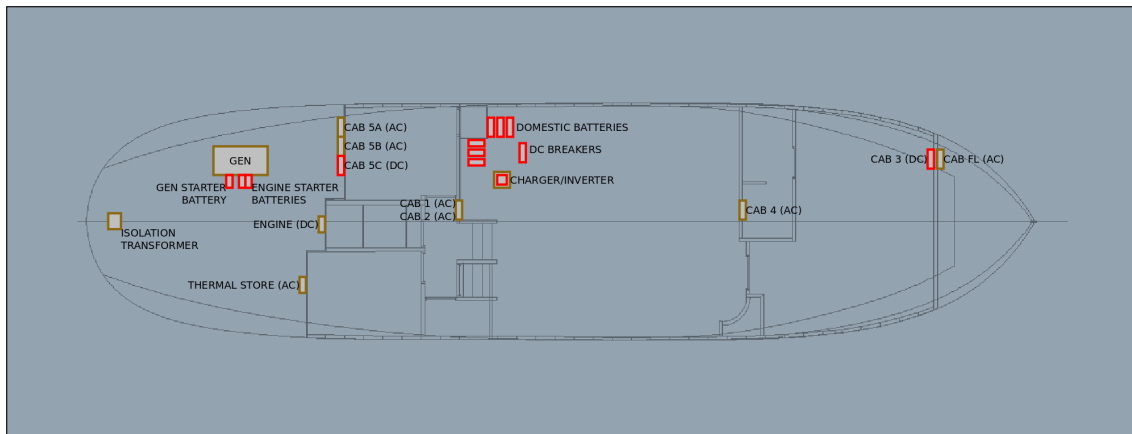 CAB 5A (AC)
DOMESTIC BATTERIES
CAB 5B (AC)
DC BREAKERS
GEN
CAB 5C (DC)
CAB 3 (DC)
CAB FL (AC)
CHARGER/INVERTER
GEN STARTER
BATTERY
ENGINE STARTER
BATTERIES
CAB 1 (AC)
CAB 2 (AC)
CAB 4 (AC)
ENGINE (DC)
ISOLATION
TRANSFORMER
THERMAL STORE (AC)